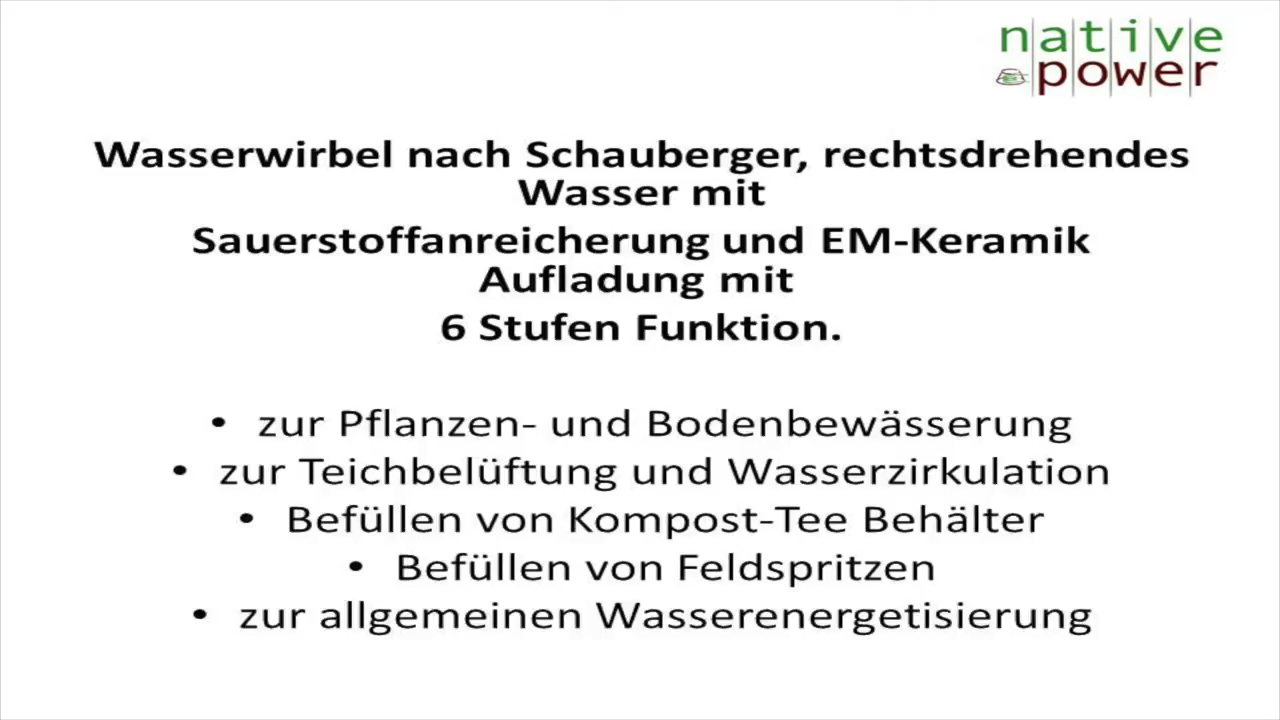 native
power
Wasserwirbel nach Schauberger, rechtsdrehendes
Wasser mit
Sauerstoffanreicherung und EM-Keramik
Aufladung mit
6 Stufen Funktion.
• zur Pflanzen- und Bodenbewässerung
• zur Teichbelüftung und Wasserzirkulation
• Befüllen von Kompost-Tee Behälter
• Befüllen von Feldspritzen
• zur allgemeinen Wasserenergetisierung